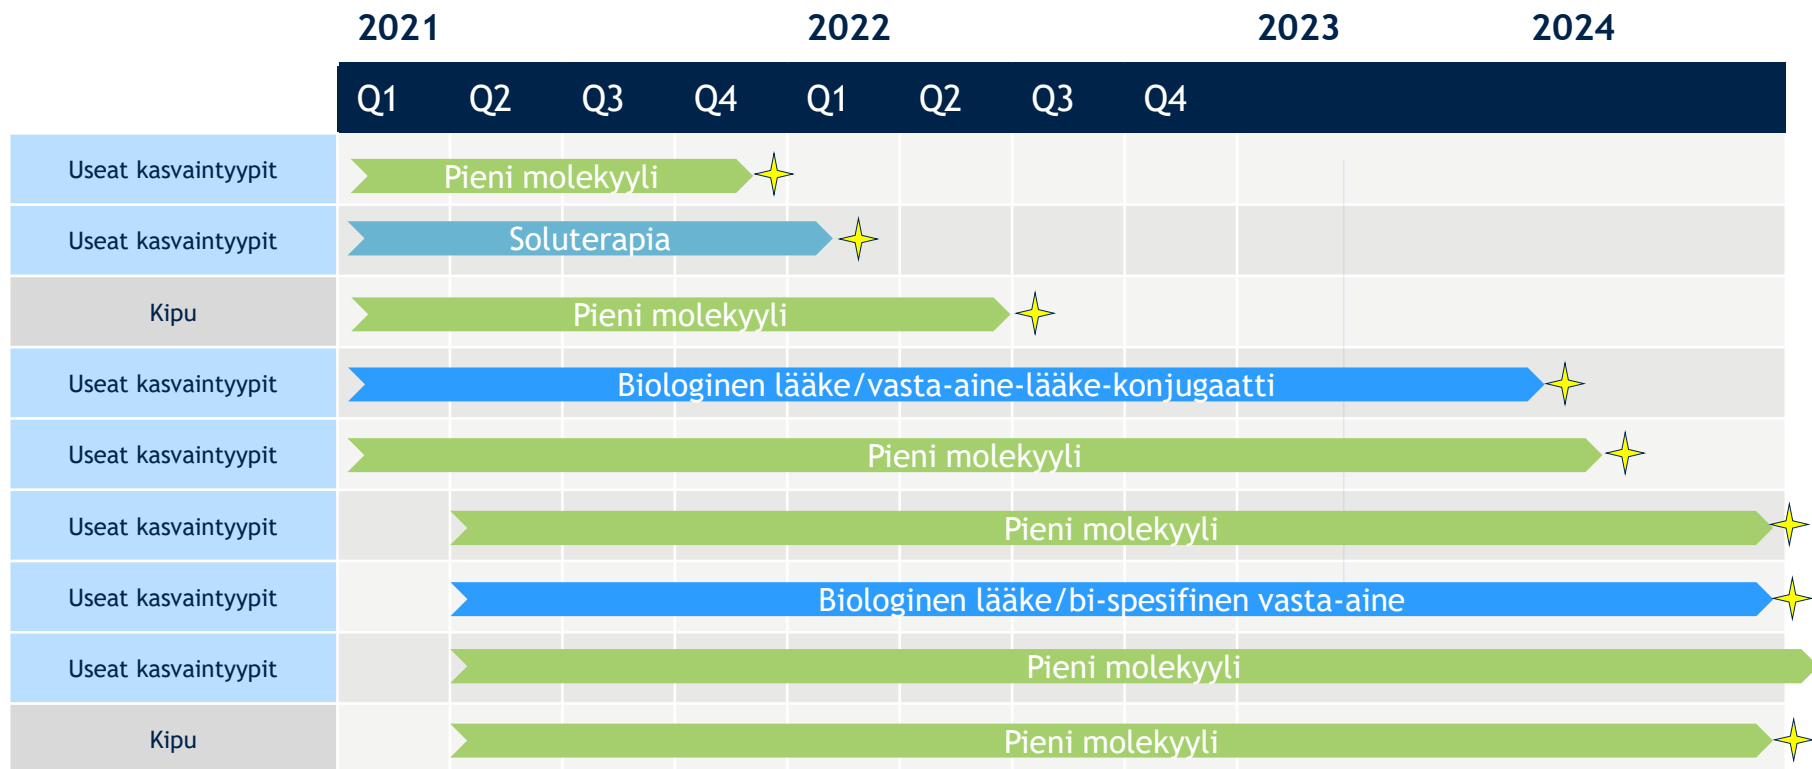 2021 2022 2023 2024
Q1 Q2 Q3 Q4 Q1 Q2 Q3 Q4
Useat kasvaintyypit Pieni molekyyli
Useat kasvaintyypit Soluterapia
Kipu Pieni molekyyli
Useat kasvaintyypit Biologinen lääke/vasta-aine-lääke-konjugaatti
Useat kasvaintyypit Pieni molekyyli
Useat kasvaintyypit Pieni molekyyli
Useat kasvaintyypit Biologinen lääke/bi-spesifinen vasta-aine
Useat kasvaintyypit Pieni molekyyli
Kipu Pieni molekyyli